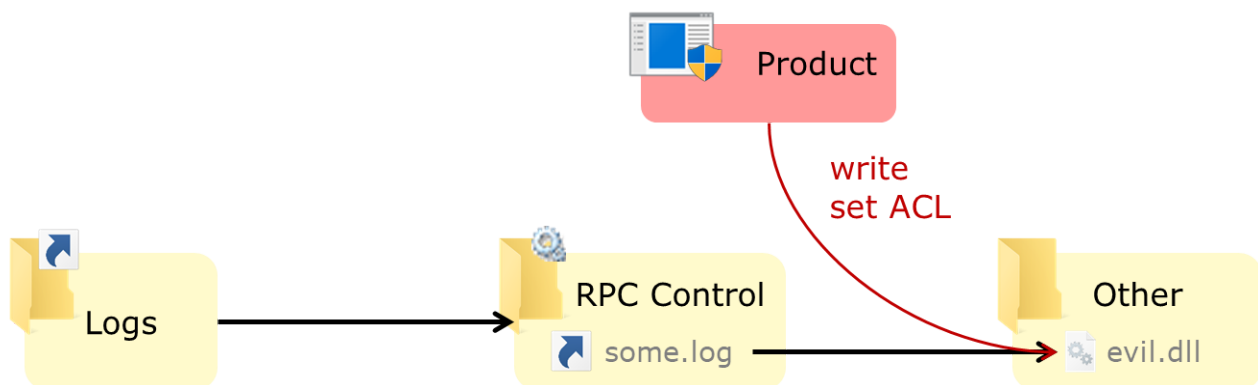 Product
write
set ACL
Logs
RPC Control
some.log
Other
evil.dll